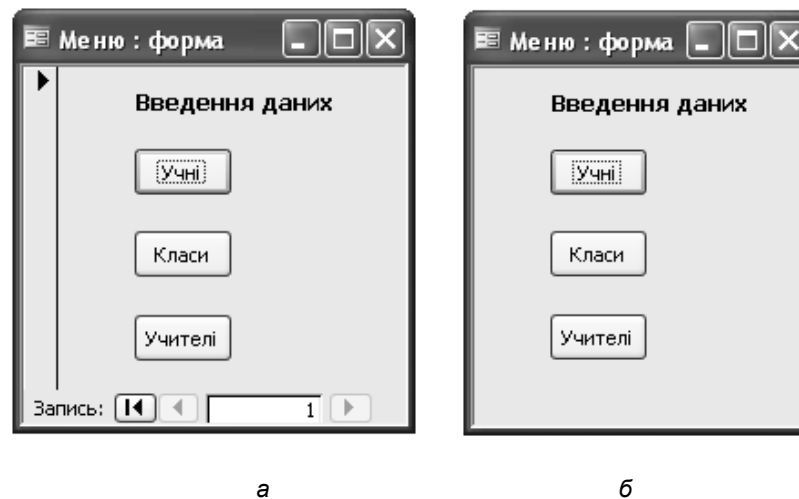 Меню : форма
Введення даних
Учні
Класи
Учителі
Запись: 1
а
Меню : форма
Введення даних
Учні
Класи
Учителі
б